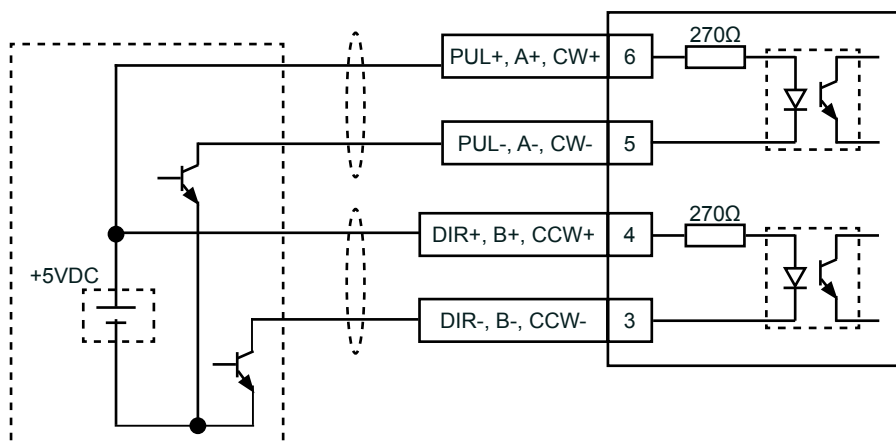 270Ω
PUL+, A+, CW+ 6
PUL-, A-, CW- 5
270Ω
DIR+, B+, CCW+ 4
+5VDC
DIR-, B-, CCW- 3